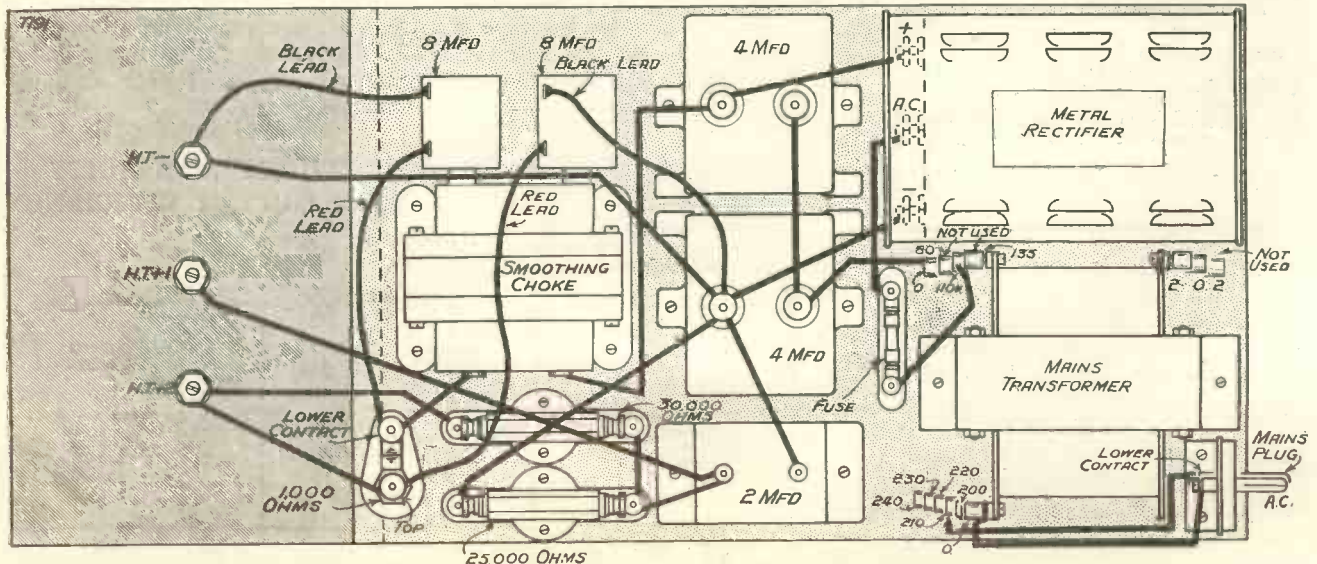 7791
BLACK
LEAD
8 MFD
8 MFD
BLACK LEAD
4 MFD
+
A.C.
-
METAL
RECTIFIER
H.T-
RED
LEAD
RED
LEAD
SMOOTHING
CHOKE
H.T+1
H.T+2
4 MFD
80
NOT USED
135
0
110
2 0 2
NOT
USED
FUSE
MAINS
TRANSFORMER
LOWER
CONTACT
30,000
OHMS
1,000
OHMS
TOP
25000 OHMS
2 MFD
LOWER
CONTACT
MAINS
PLUG
A.C.
230
220
240
200
210
0